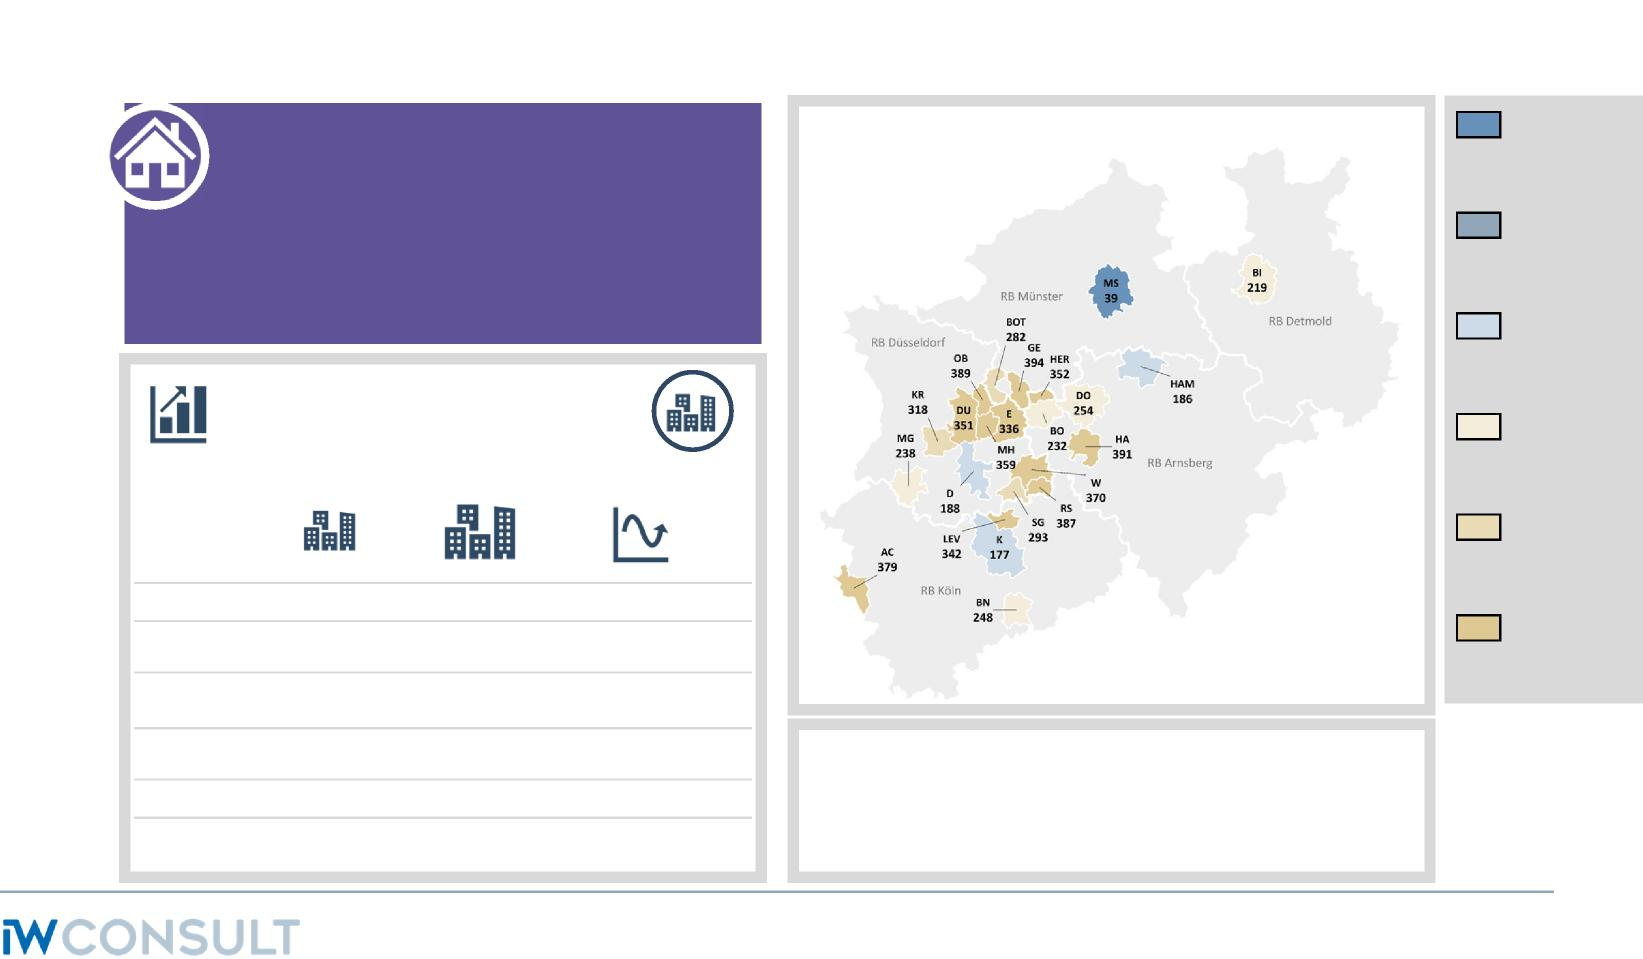 MS
39
BI
219
RB Münster
RB Detmold
BOT
282
RB Düsseldorf
GE
394
HER
352
OB
389
HAM
186
KR
318
DO
254
DU
351
E
336
BO
232
HA
391
MG
238
MH
359
RB Arnsberg
W
370
D
188
RS
387
SG
293
LEV
342
K
177
AC
379
RB Köln
BN
248
iWCONSULT